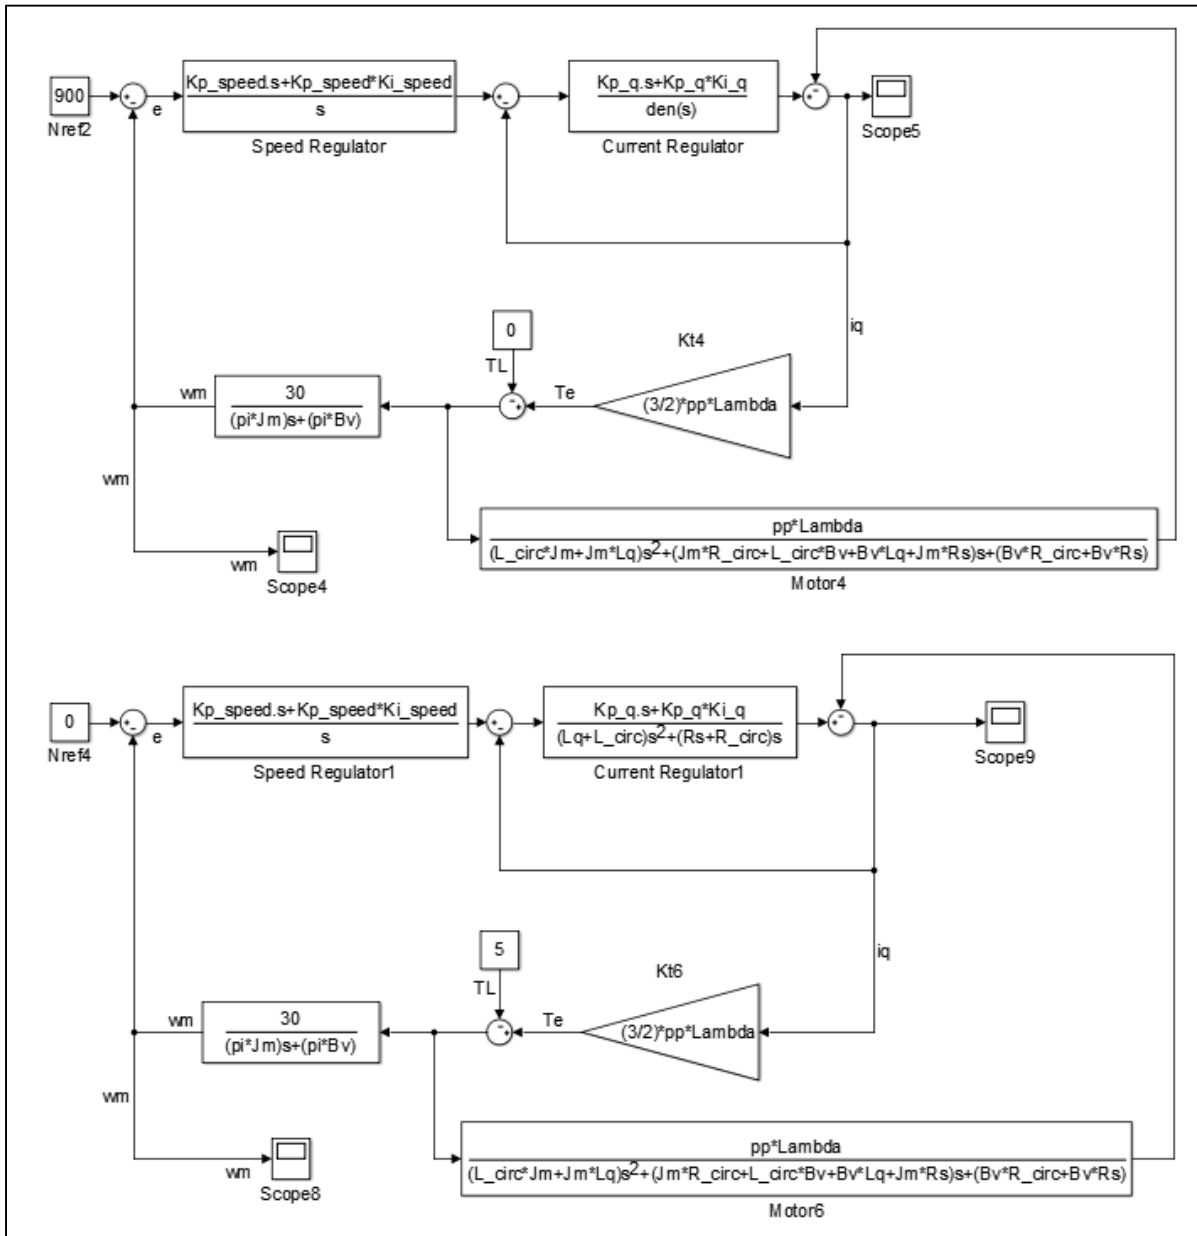 900
Nref2
+
-
e
Kp_speed.s+Kp_speed*Ki_speed
s
Speed Regulator
+
-
Kp_q.s+Kp_q*Ki_q
den(s)
Current Regulator
-
+
Scope5
iq
0
TL
Kt4
(3/2)*pp*Lambda
Te
-
+
wm
30
(pi*Jm)s+(pi*Bv)
wm
wm
Scope4
pp*Lambda
(L_circ*Jm+Jm*Lq)s2+(Jm*R_circ+L_circ*Bv+Bv*Lq+Jm*Rs)s+(Bv*R_circ+Bv*Rs)
Motor4
0
Nref4
+
-
e
Kp_speed.s+Kp_speed*Ki_speed
s
Speed Regulator1
+
-
Kp_q.s+Kp_q*Ki_q
(Lq+L_circ)s2+(Rs+R_circ)s
Current Regulator1
-
+
Scope9
iq
5
TL
Kt6
(3/2)*pp*Lambda
Te
-
+
wm
30
(pi*Jm)s+(pi*Bv)
wm
wm
Scope8
pp*Lambda
(L_circ*Jm+Jm*Lq)s2+(Jm*R_circ+L_circ*Bv+Bv*Lq+Jm*Rs)s+(Bv*R_circ+Bv*Rs)
Motor6